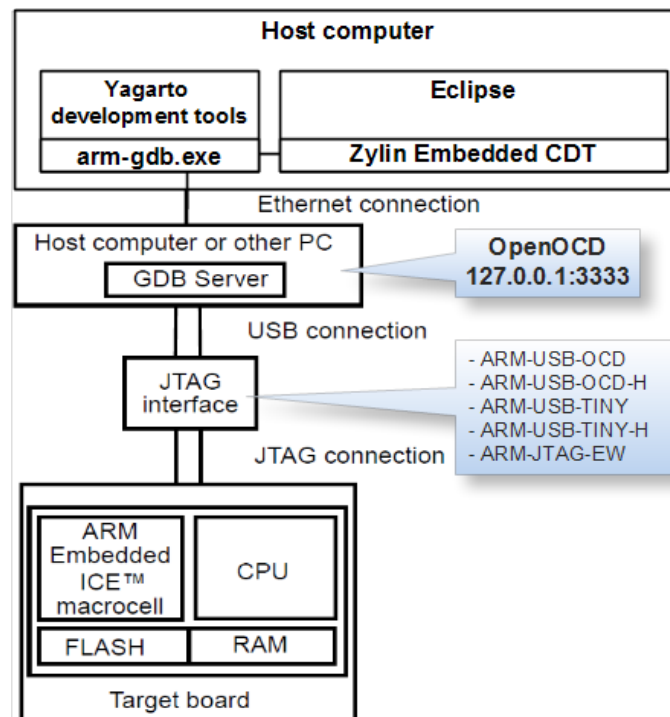 Host computer
Yagarto
development tools
arm-gdb.exe
Eclipse
Zylin Embedded CDT
Ethernet connection
Host computer or other PC
GDB Server
OpenOCD
127.0.0.1:3333
USB connection
JTAG
interface
- ARM-USB-OCD
- ARM-USB-OCD-H
- ARM-USB-TINY
- ARM-USB-TINY-H
- ARM-JTAG-EW
JTAG connection
ARM
Embedded
ICE™
macrocell
CPU
FLASH
RAM
Target board